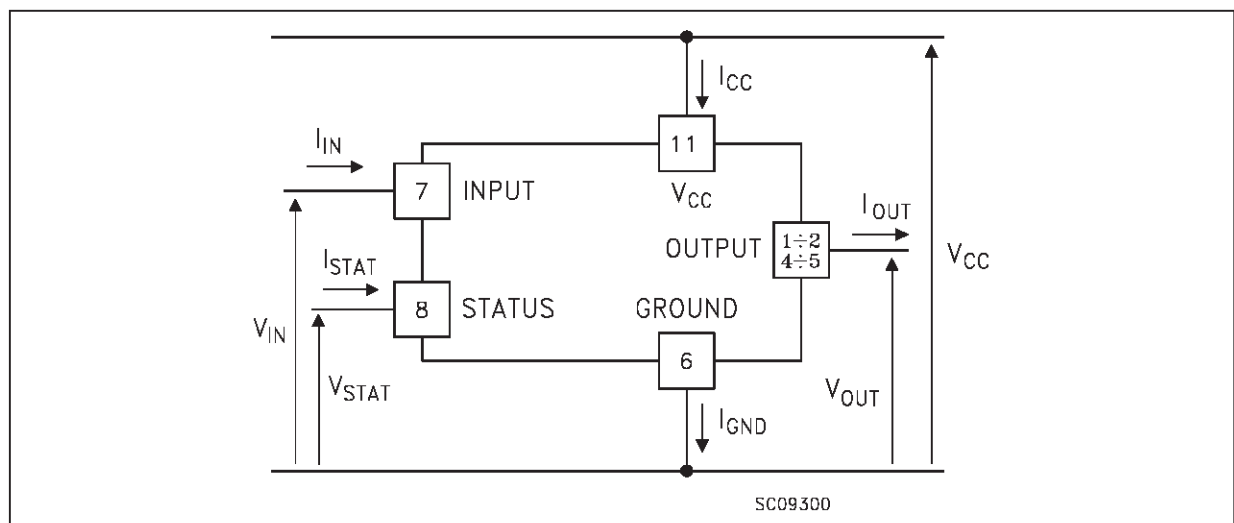 I_CC
I_IN
11
7 INPUT
V_CC
I_OUT
OUTPUT
1÷2
4÷5
V_CC
I_STAT
8 STATUS
GROUND
V_IN
6
V_STAT
V_OUT
I_GND
SC09300